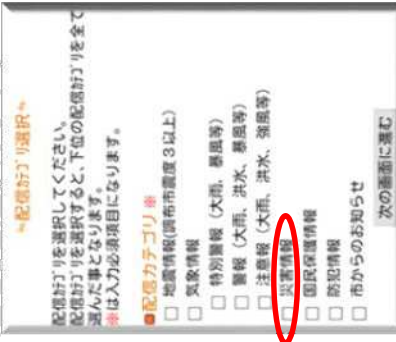 ～配信カテゴリ選択～
配信カテゴリを選択してください。
配信カテゴリを選択すると、下位の配信カテゴリを全て
選んだ事となります。
※は入力必須項目になります。
■配信カテゴリ※
□地震情報(調布市震度３以上)
□気象情報
□特別警報（大雨、暴風等）
□警報（大雨、洪水、暴風等）
□注意報（大雨、洪水、強風等）
□災害情報
□国民保護情報
□防犯情報
□市からのお知らせ
次の画面に進む